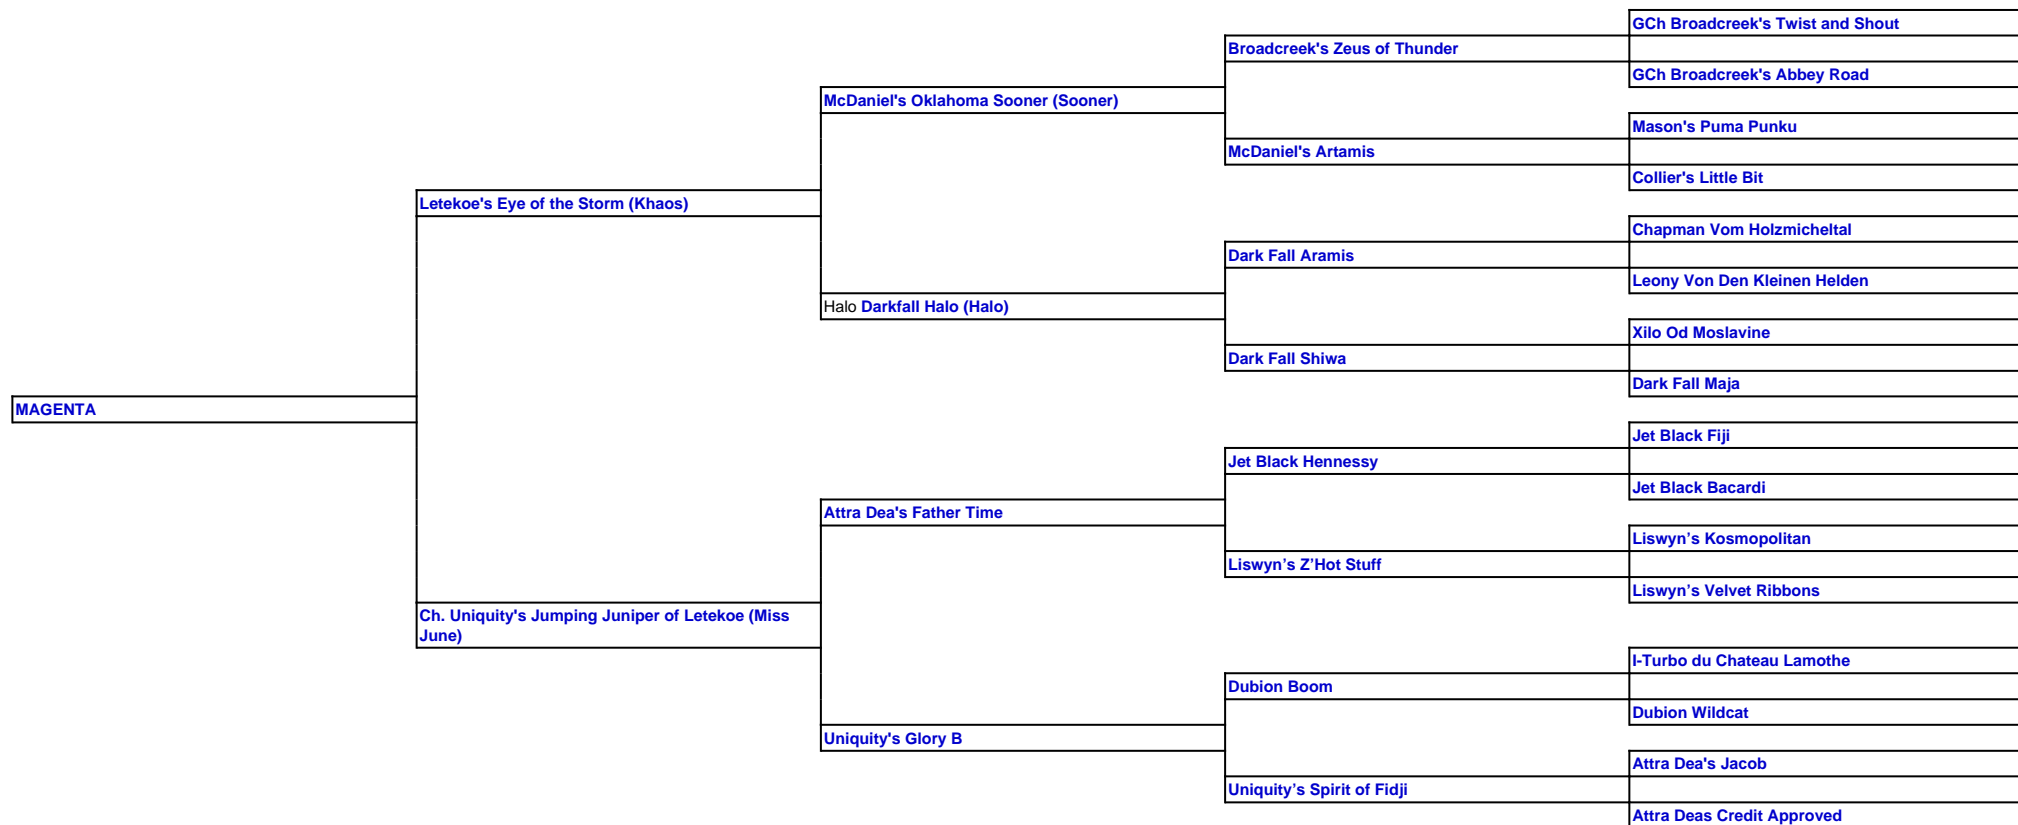 GCh Broadcreek's Twist and Shout
Broadcreek's Zeus of Thunder
GCh Broadcreek's Abbey Road
McDaniel's Oklahoma Sooner (Sooner)
Mason's Puma Punku
McDaniel's Artamis
Collier's Little Bit
Letekoe's Eye of the Storm (Khaos)
Chapman Vom Holzmicheltal
Dark Fall Aramis
Leony Von Den Kleinen Helden
Halo Darkfall Halo (Halo)
Xilo Od Moslavine
Dark Fall Shiwa
Dark Fall Maja
MAGENTA
Jet Black Fiji
Jet Black Hennessy
Jet Black Bacardi
Attra Dea's Father Time
Liswyn’s Kosmopolitan
Liswyn’s Z’Hot Stuff
Liswyn’s Velvet Ribbons
Ch. Uniquity's Jumping Juniper of Letekoe (Miss
June)
I-Turbo du Chateau Lamothe
Dubion Boom
Dubion Wildcat
Uniquity's Glory B
Attra Dea's Jacob
Uniquity’s Spirit of Fidji
Attra Deas Credit Approved